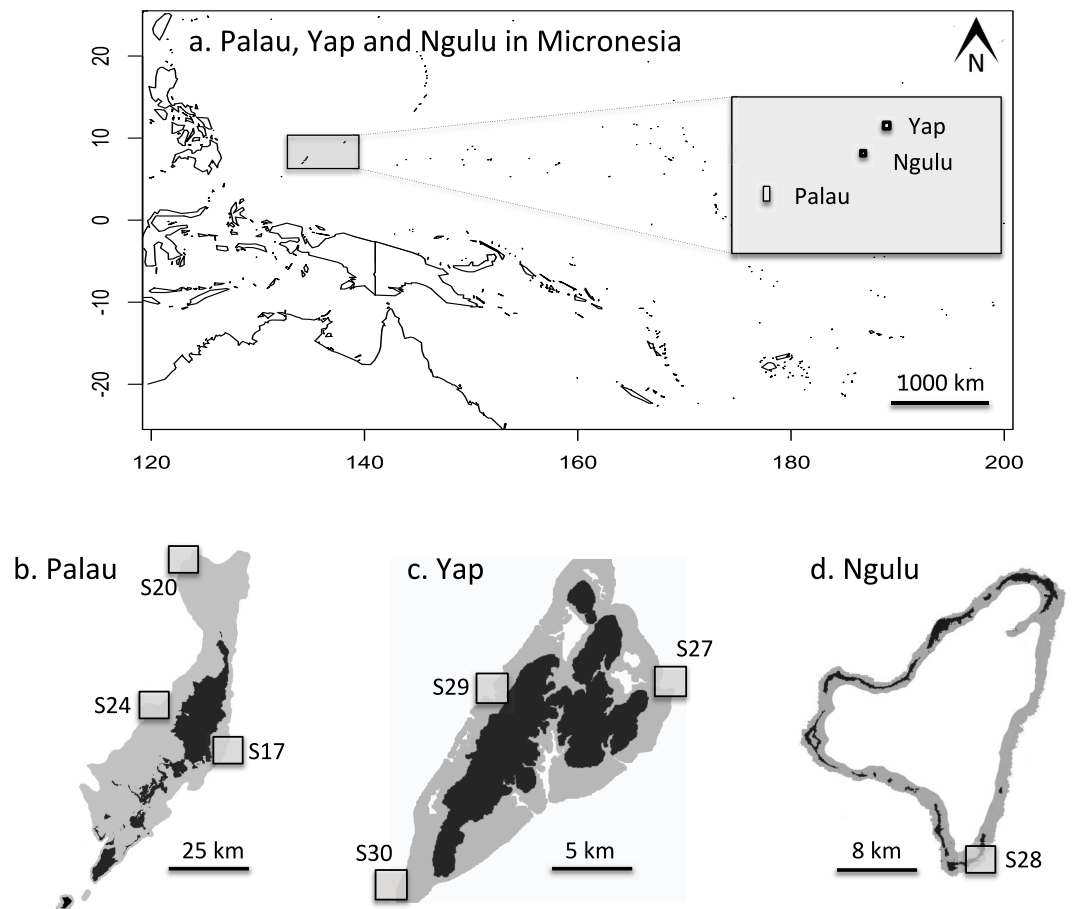 a. Palau, Yap and Ngulu in Micronesia
N
20
10
0
-10
-20
Yap
Ngulu
Palau
1000 km
120
140
160
180
200
b. Palau
S20
S24
S17
25 km
c. Yap
S27
S29
S30
5 km
d. Ngulu
8 km
S28